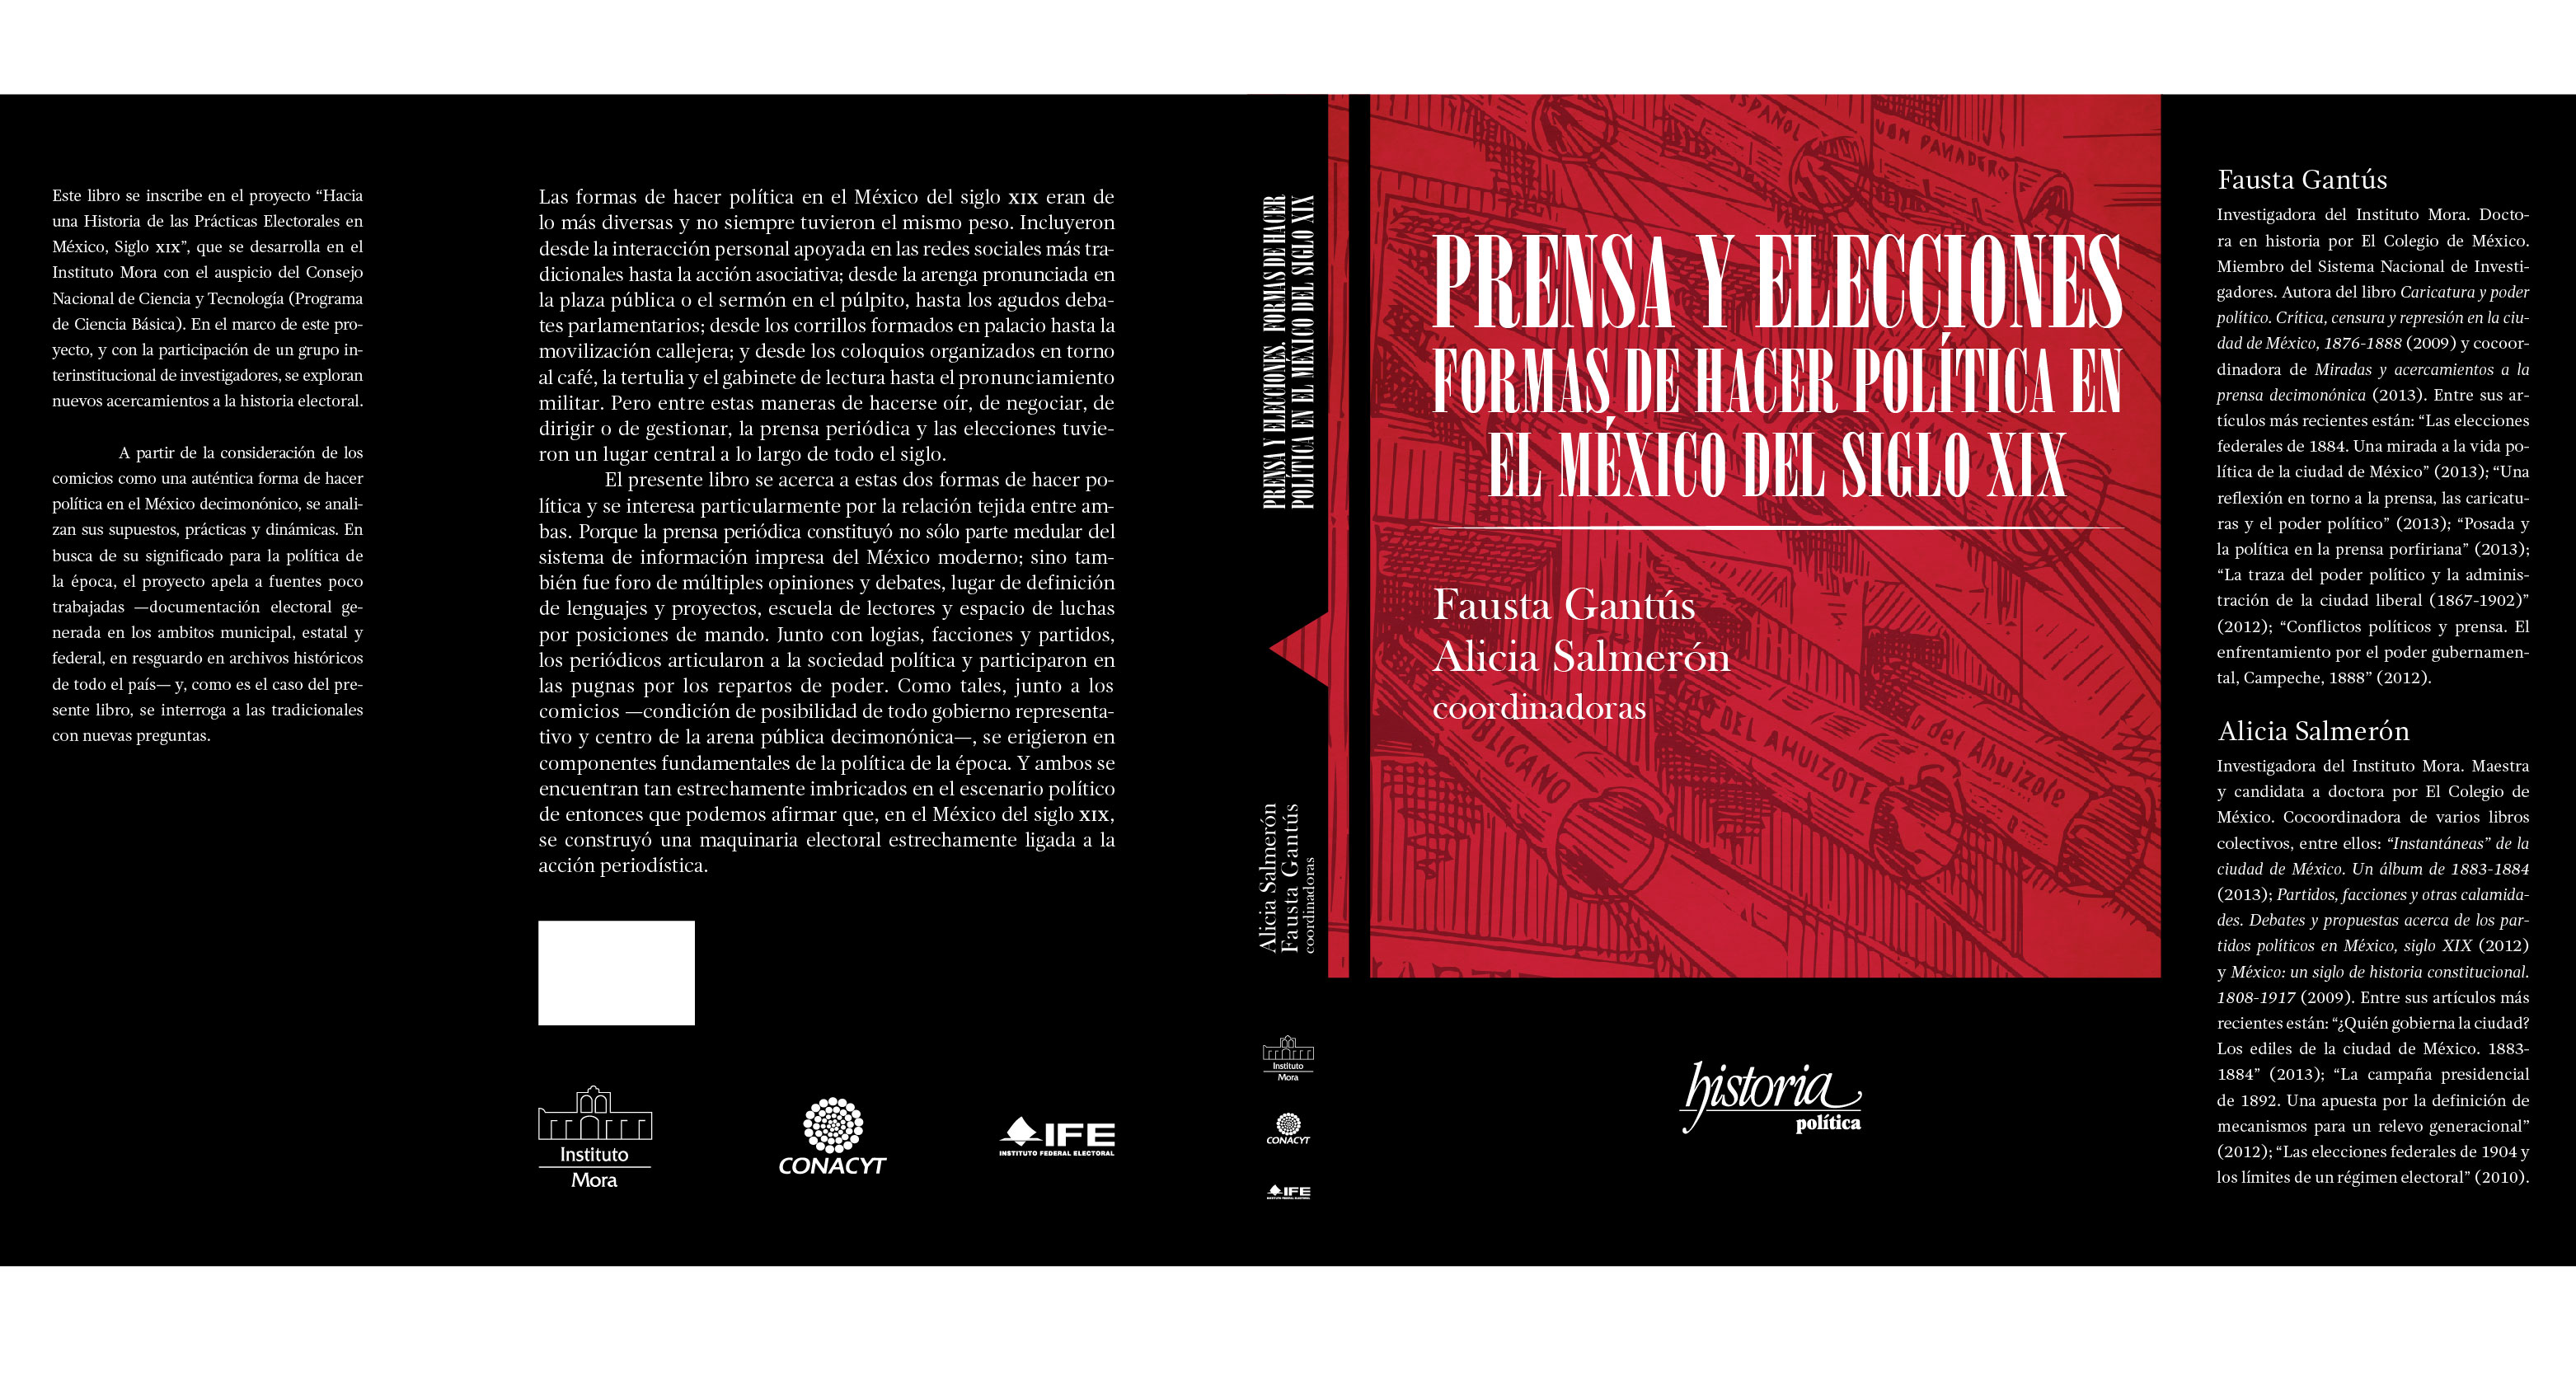 Este libro se inscribe en el proyecto “Hacia
una Historia de las Prácticas Electorales en
México, Siglo XIX”, que se desarrolla en el
Instituto Mora con el auspicio del Consejo
Nacional de Ciencia y Tecnología (Programa
de Ciencia Básica). En el marco de este pro-
yecto, y con la participación de un grupo in-
terinstitucional de investigadores, se exploran
nuevos acercamientos a la historia electoral.
A partir de la consideración de los
comicios como una auténtica forma de hacer
política en el México decimonónico, se anali-
zan sus supuestos, prácticas y dinámicas. En
busca de su significado para la política de
la época, el proyecto apela a fuentes poco
trabajadas —documentación electoral ge-
nerada en los ambitos municipal, estatal y
federal, en resguardo en archivos históricos
de todo el país— y, como es el caso del pre-
sente libro, se interroga a las tradicionales
con nuevas preguntas.
Las formas de hacer política en el México del siglo XIX eran de
lo más diversas y no siempre tuvieron el mismo peso. Incluyeron
desde la interacción personal apoyada en las redes sociales más tra-
dicionales hasta la acción asociativa; desde la arenga pronunciada en
la plaza pública o el sermón en el púlpito, hasta los agudos deba-
tes parlamentarios; desde los corrillos formados en palacio hasta la
movilización callejera; y desde los coloquios organizados en torno
al café, la tertulia y el gabinete de lectura hasta el pronunciamiento
militar. Pero entre estas maneras de hacerse oír, de negociar, de
dirigir o de gestionar, la prensa periódica y las elecciones tuvie-
ron un lugar central a lo largo de todo el siglo.
El presente libro se acerca a estas dos formas de hacer po-
lítica y se interesa particularmente por la relación tejida entre am-
bas. Porque la prensa periódica constituyó no sólo parte medular del
sistema de información impresa del México moderno; sino tam-
bién fue foro de múltiples opiniones y debates, lugar de definición
de lenguajes y proyectos, escuela de lectores y espacio de luchas
por posiciones de mando. Junto con logias, facciones y partidos,
los periódicos articularon a la sociedad política y participaron en
las pugnas por los repartos de poder. Como tales, junto a los
comicios —condición de posibilidad de todo gobierno representa-
tivo y centro de la arena pública decimonónica—, se erigieron en
componentes fundamentales de la política de la época. Y ambos se
encuentran tan estrechamente imbricados en el escenario político
de entonces que podemos afirmar que, en el México del siglo XIX,
se construyó una maquinaria electoral estrechamente ligada a la
acción periodística.
Instituto
Mora
CONACYT
IFE
INSTITUTO FEDERAL ELECTORAL
PRENSA Y ELECCIONES. FORMAS DE HACER
POLÍTICA EN EL MÉXICO DEL SIGLO XIX
Alicia Salmerón
Fausta Gantús
coordinadoras
Instituto
Mora
CONACYT
IFE
ESPAÑOL
UEN PANADERO
PRENSA Y ELECCIONES
FORMAS DE HACER POLÍTICA EN
EL MÉXICO DEL SIGLO XIX
Fausta Gantús
Alicia Salmerón
coordinadoras
DEL AHUIZOTE
del Ahuizote
historia
política
Fausta Gantús
Investigadora del Instituto Mora. Docto-
ra en historia por El Colegio de México.
Miembro del Sistema Nacional de Investi-
gadores. Autora del libro Caricatura y poder
político. Crítica, censura y represión en la ciu-
dad de México, 1876-1888 (2009) y cocoor-
dinadora de Miradas y acercamientos a la
prensa decimonónica (2013). Entre sus ar-
tículos más recientes están: “Las elecciones
federales de 1884. Una mirada a la vida po-
lítica de la ciudad de México” (2013); “Una
reflexión en torno a la prensa, las caricatu-
ras y el poder político” (2013); “Posada y
la política en la prensa porfiriana” (2013);
“La traza del poder político y la adminis-
tración de la ciudad liberal (1867-1902)”
(2012); “Conflictos políticos y prensa. El
enfrentamiento por el poder gubernamen-
tal, Campeche, 1888” (2012).
Alicia Salmerón
Investigadora del Instituto Mora. Maestra
y candidata a doctora por El Colegio de
México. Cocoordinadora de varios libros
colectivos, entre ellos: “Instantáneas” de la
ciudad de México. Un álbum de 1883-1884
(2013); Partidos, facciones y otras calamida-
des. Debates y propuestas acerca de los par-
tidos políticos en México, siglo XIX (2012)
y México: un siglo de historia constitucional.
1808-1917 (2009). Entre sus artículos más
recientes están: “¿Quién gobierna la ciudad?
Los ediles de la ciudad de México. 1883-
1884” (2013); “La campaña presidencial
de 1892. Una apuesta por la definición de
mecanismos para un relevo generacional”
(2012); “Las elecciones federales de 1904 y
los límites de un régimen electoral” (2010).